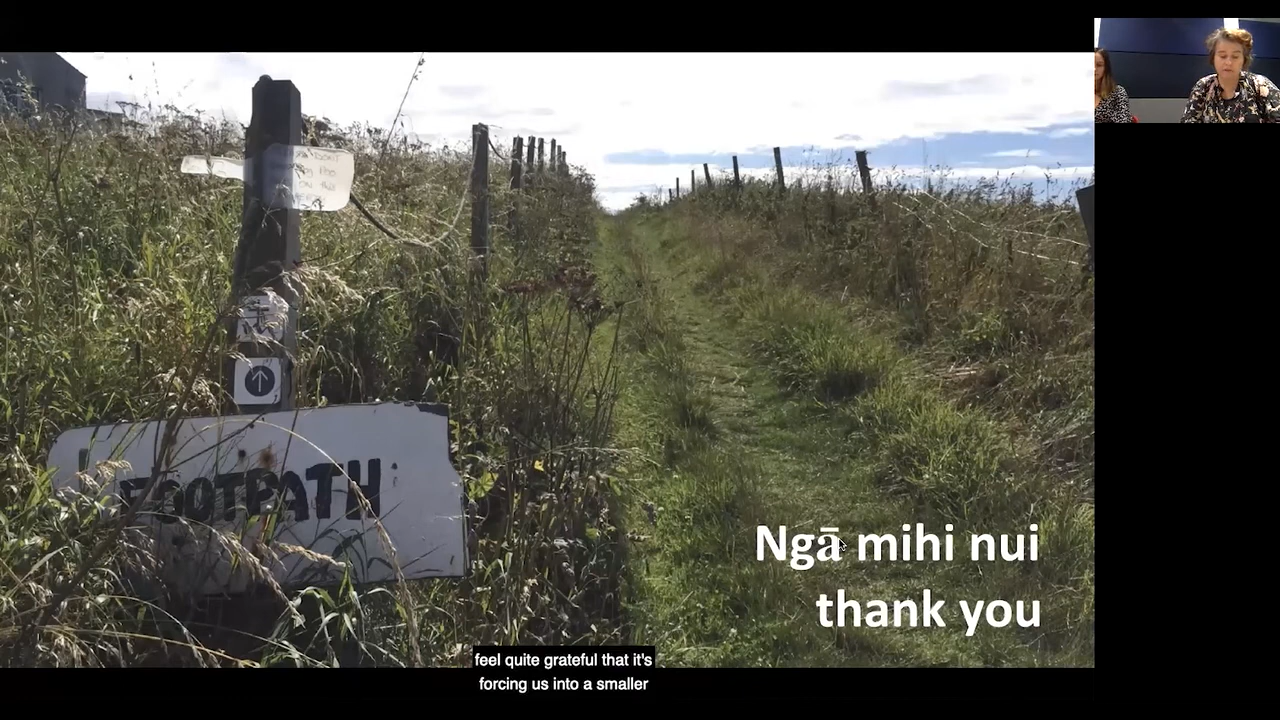 FOOTPATH
Ngā mihi nui
thank you
feel quite grateful that it's
forcing us into a smaller